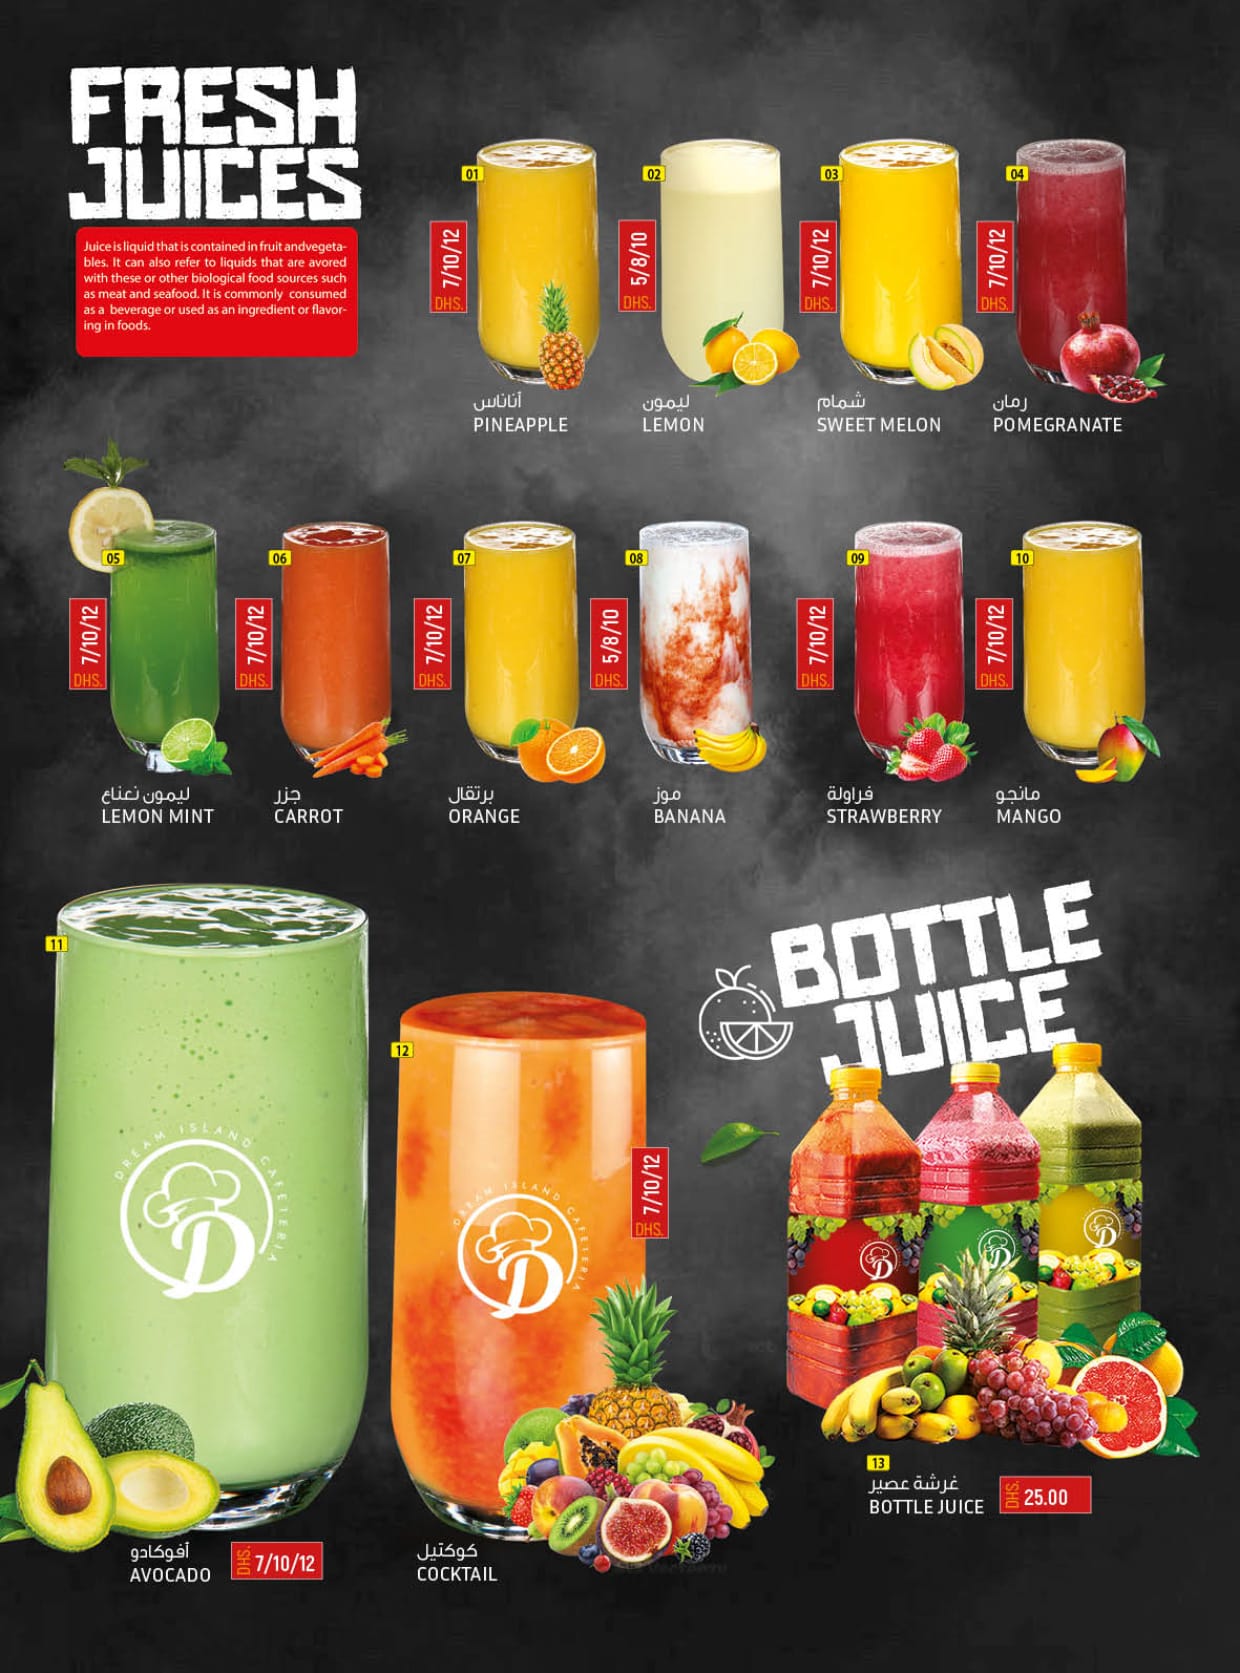 FRESH
JUICES
Juice is liquid that is contained in fruit andvegeta-
bles. It can also refer to liquids that are avored
with these or other biological food sources such
as meat and seafood. It is commonly consumed
as a beverage or used as an ingredient or flavor-
ing in foods.
01
DHS. 7/10/12
أناناس
PINEAPPLE
02
DHS. 5/8/10
ليمون
LEMON
03
DHS. 7/10/12
شمام
SWEET MELON
04
DHS. 7/10/12
رمان
POMEGRANATE
05
DHS. 7/10/12
ليمون نعناع
LEMON MINT
06
DHS. 7/10/12
جزر
CARROT
07
DHS. 7/10/12
برتقال
ORANGE
08
DHS. 5/8/10
موز
BANANA
09
DHS. 7/10/12
فراولة
STRAWBERRY
10
DHS. 7/10/12
مانجو
MANGO
11
DREAM ISLAND CAFETERIA
D
أفوكادو
AVOCADO
DHS. 7/10/12
12
DREAM ISLAND CAFETERIA
D
DHS. 7/10/12
كوكتيل
COCKTAIL
BOTTLE
JUICE
D
D
D
13
غرشة عصير
BOTTLE JUICE
DHS. 25.00